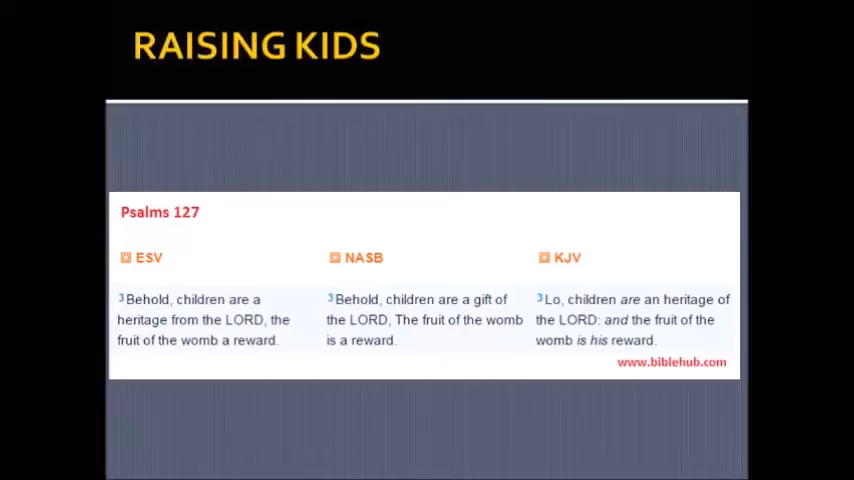 RAISING KIDS
Psalms 127
ESV
NASB
KJV
3 Behold, children are a
heritage from the LORD, the
fruit of the womb a reward.
3 Behold, children are a gift of
the LORD, The fruit of the womb
is a reward.
3 Lo, children are an heritage of
the LORD: and the fruit of the
womb is his reward.
www.biblehub.com